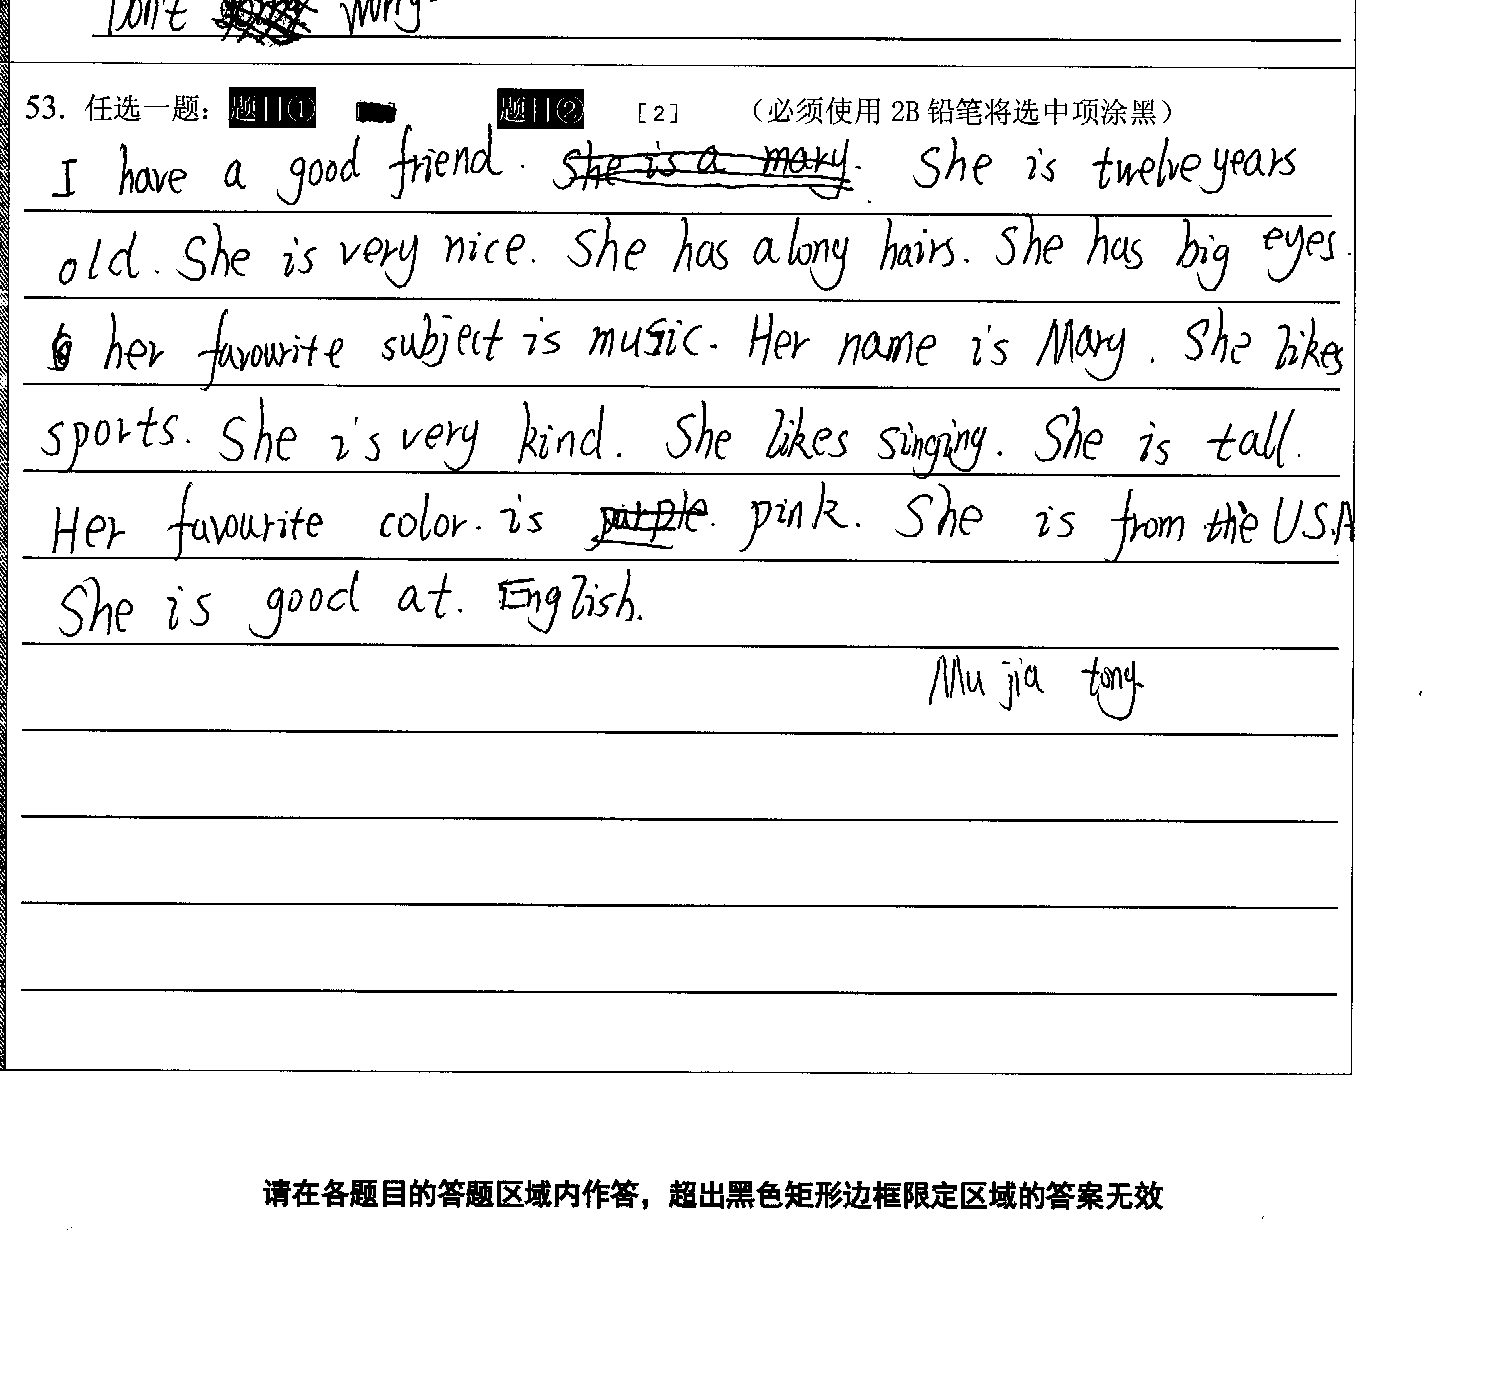 Don't worry.
53. 任选一题： 题目① 题目② [2] （必须使用 2B 铅笔将选中项涂黑）
I have a good friend. She is a mary. She is twelve years
old. She is very nice. She has a long hairs. She has big eyes.
her favourite subject is music. Her name is Mary. She likes
sports. She is very kind. She likes singing. She is tall.
Her favourite color. is purple. pink. She is from the U.S.A
She is good at. English.
Mu jia tong
请在各题目的答题区域内作答，超出黑色矩形边框限定区域的答案无效